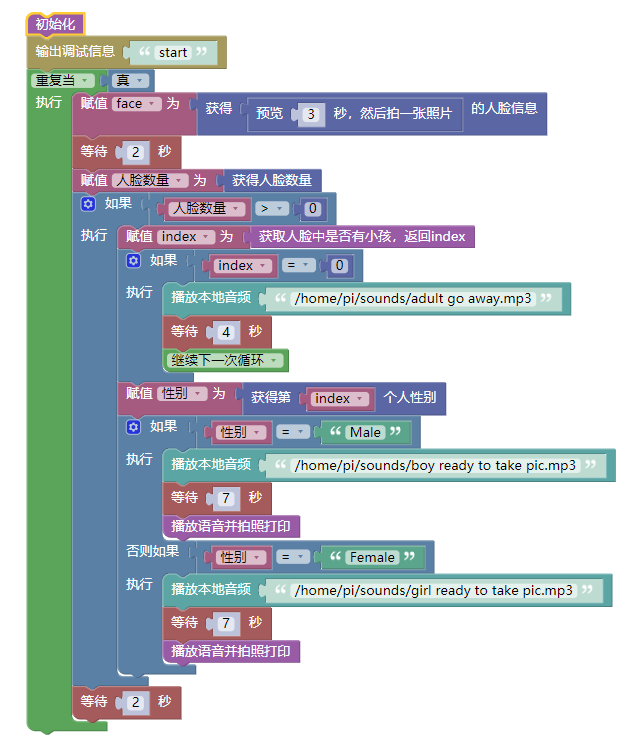 初始化
输出调试信息 “ start ”
重复当 真
执行 赋值 face 为 获得 预览 3 秒，然后拍一张照片 的人脸信息
等待 2 秒
赋值 人脸数量 为 获得人脸数量
如果 人脸数量 > 0
执行 赋值 index 为 获取人脸中是否有小孩，返回index
如果 index = 0
执行 播放本地音频 “ /home/pi/sounds/adult go away.mp3 ”
等待 4 秒
继续下一次循环
赋值 性别 为 获得第 index 个人性别
如果 性别 = “ Male ”
执行 播放本地音频 “ /home/pi/sounds/boy ready to take pic.mp3 ”
等待 7 秒
播放语音并拍照打印
否则如果 性别 = “ Female ”
执行 播放本地音频 “ /home/pi/sounds/girl ready to take pic.mp3 ”
等待 7 秒
播放语音并拍照打印
等待 2 秒